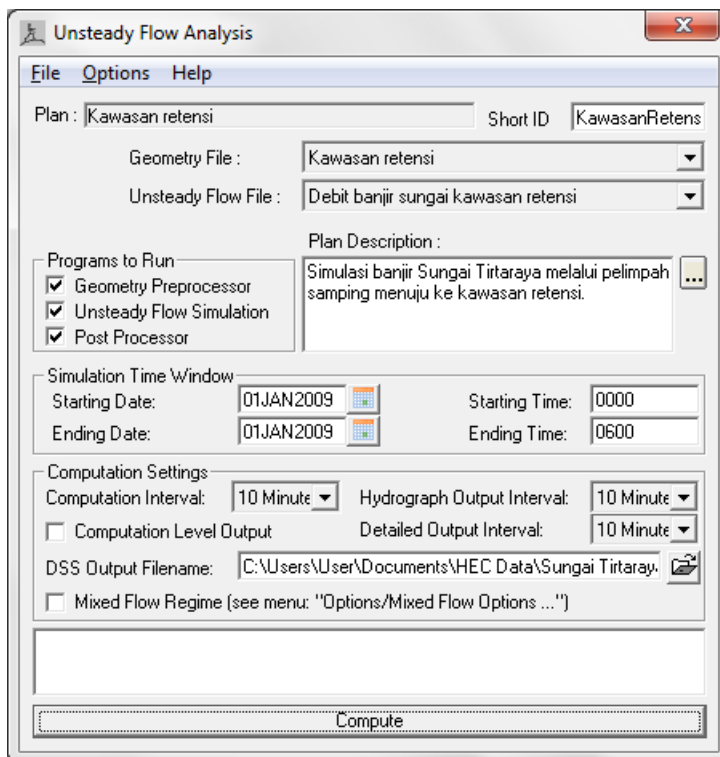 Unsteady Flow Analysis
File Options Help
Plan : Kawasan retensi Short ID KawasanRetens
Geometry File : Kawasan retensi
Unsteady Flow File : Debit banjir sungai kawasan retensi
Plan Description :
Programs to Run
Geometry Preprocessor
Unsteady Flow Simulation
Post Processor
Simulasi banjir Sungai Tirtaraya melalui pelimpah
samping menuju ke kawasan retensi.
...
Simulation Time Window
Starting Date: 01JAN2009 Starting Time: 0000
Ending Date: 01JAN2009 Ending Time: 0600
Computation Settings
Computation Interval: 10 Minute Hydrograph Output Interval: 10 Minute
Computation Level Output Detailed Output Interval: 10 Minute
DSS Output Filename: C:\Users\User\Documents\HEC Data\Sungai Tirtaraya.
Mixed Flow Regime (see menu: "Options/Mixed Flow Options ...")
Compute